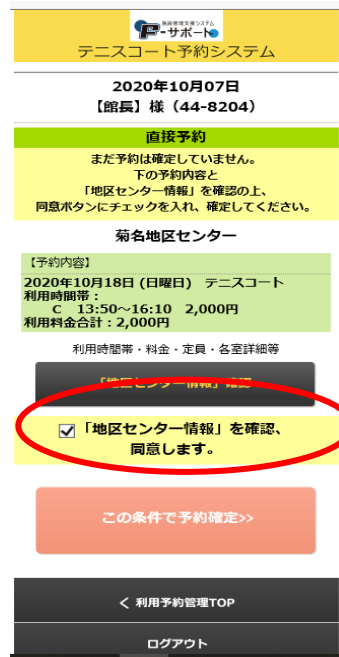 施設管理支援システム
F-サポート
テニスコート予約システム
2020年10月07日
【館長】様（44-8204）
直接予約
まだ予約は確定していません。
下の予約内容と
「地区センター情報」を確認の上、
同意ボタンにチェックを入れ、確定してください。
菊名地区センター
【予約内容】
2020年10月18日 (日曜日)　テニスコート
利用時間帯：
C　13:50～16:10　2,000円
利用料金合計：2,000円
利用時間帯・料金・定員・各室詳細等
「地区センター情報」確認
「地区センター情報」を確認、
同意します。
この条件で予約確定>>
く 利用予約管理TOP
ログアウト